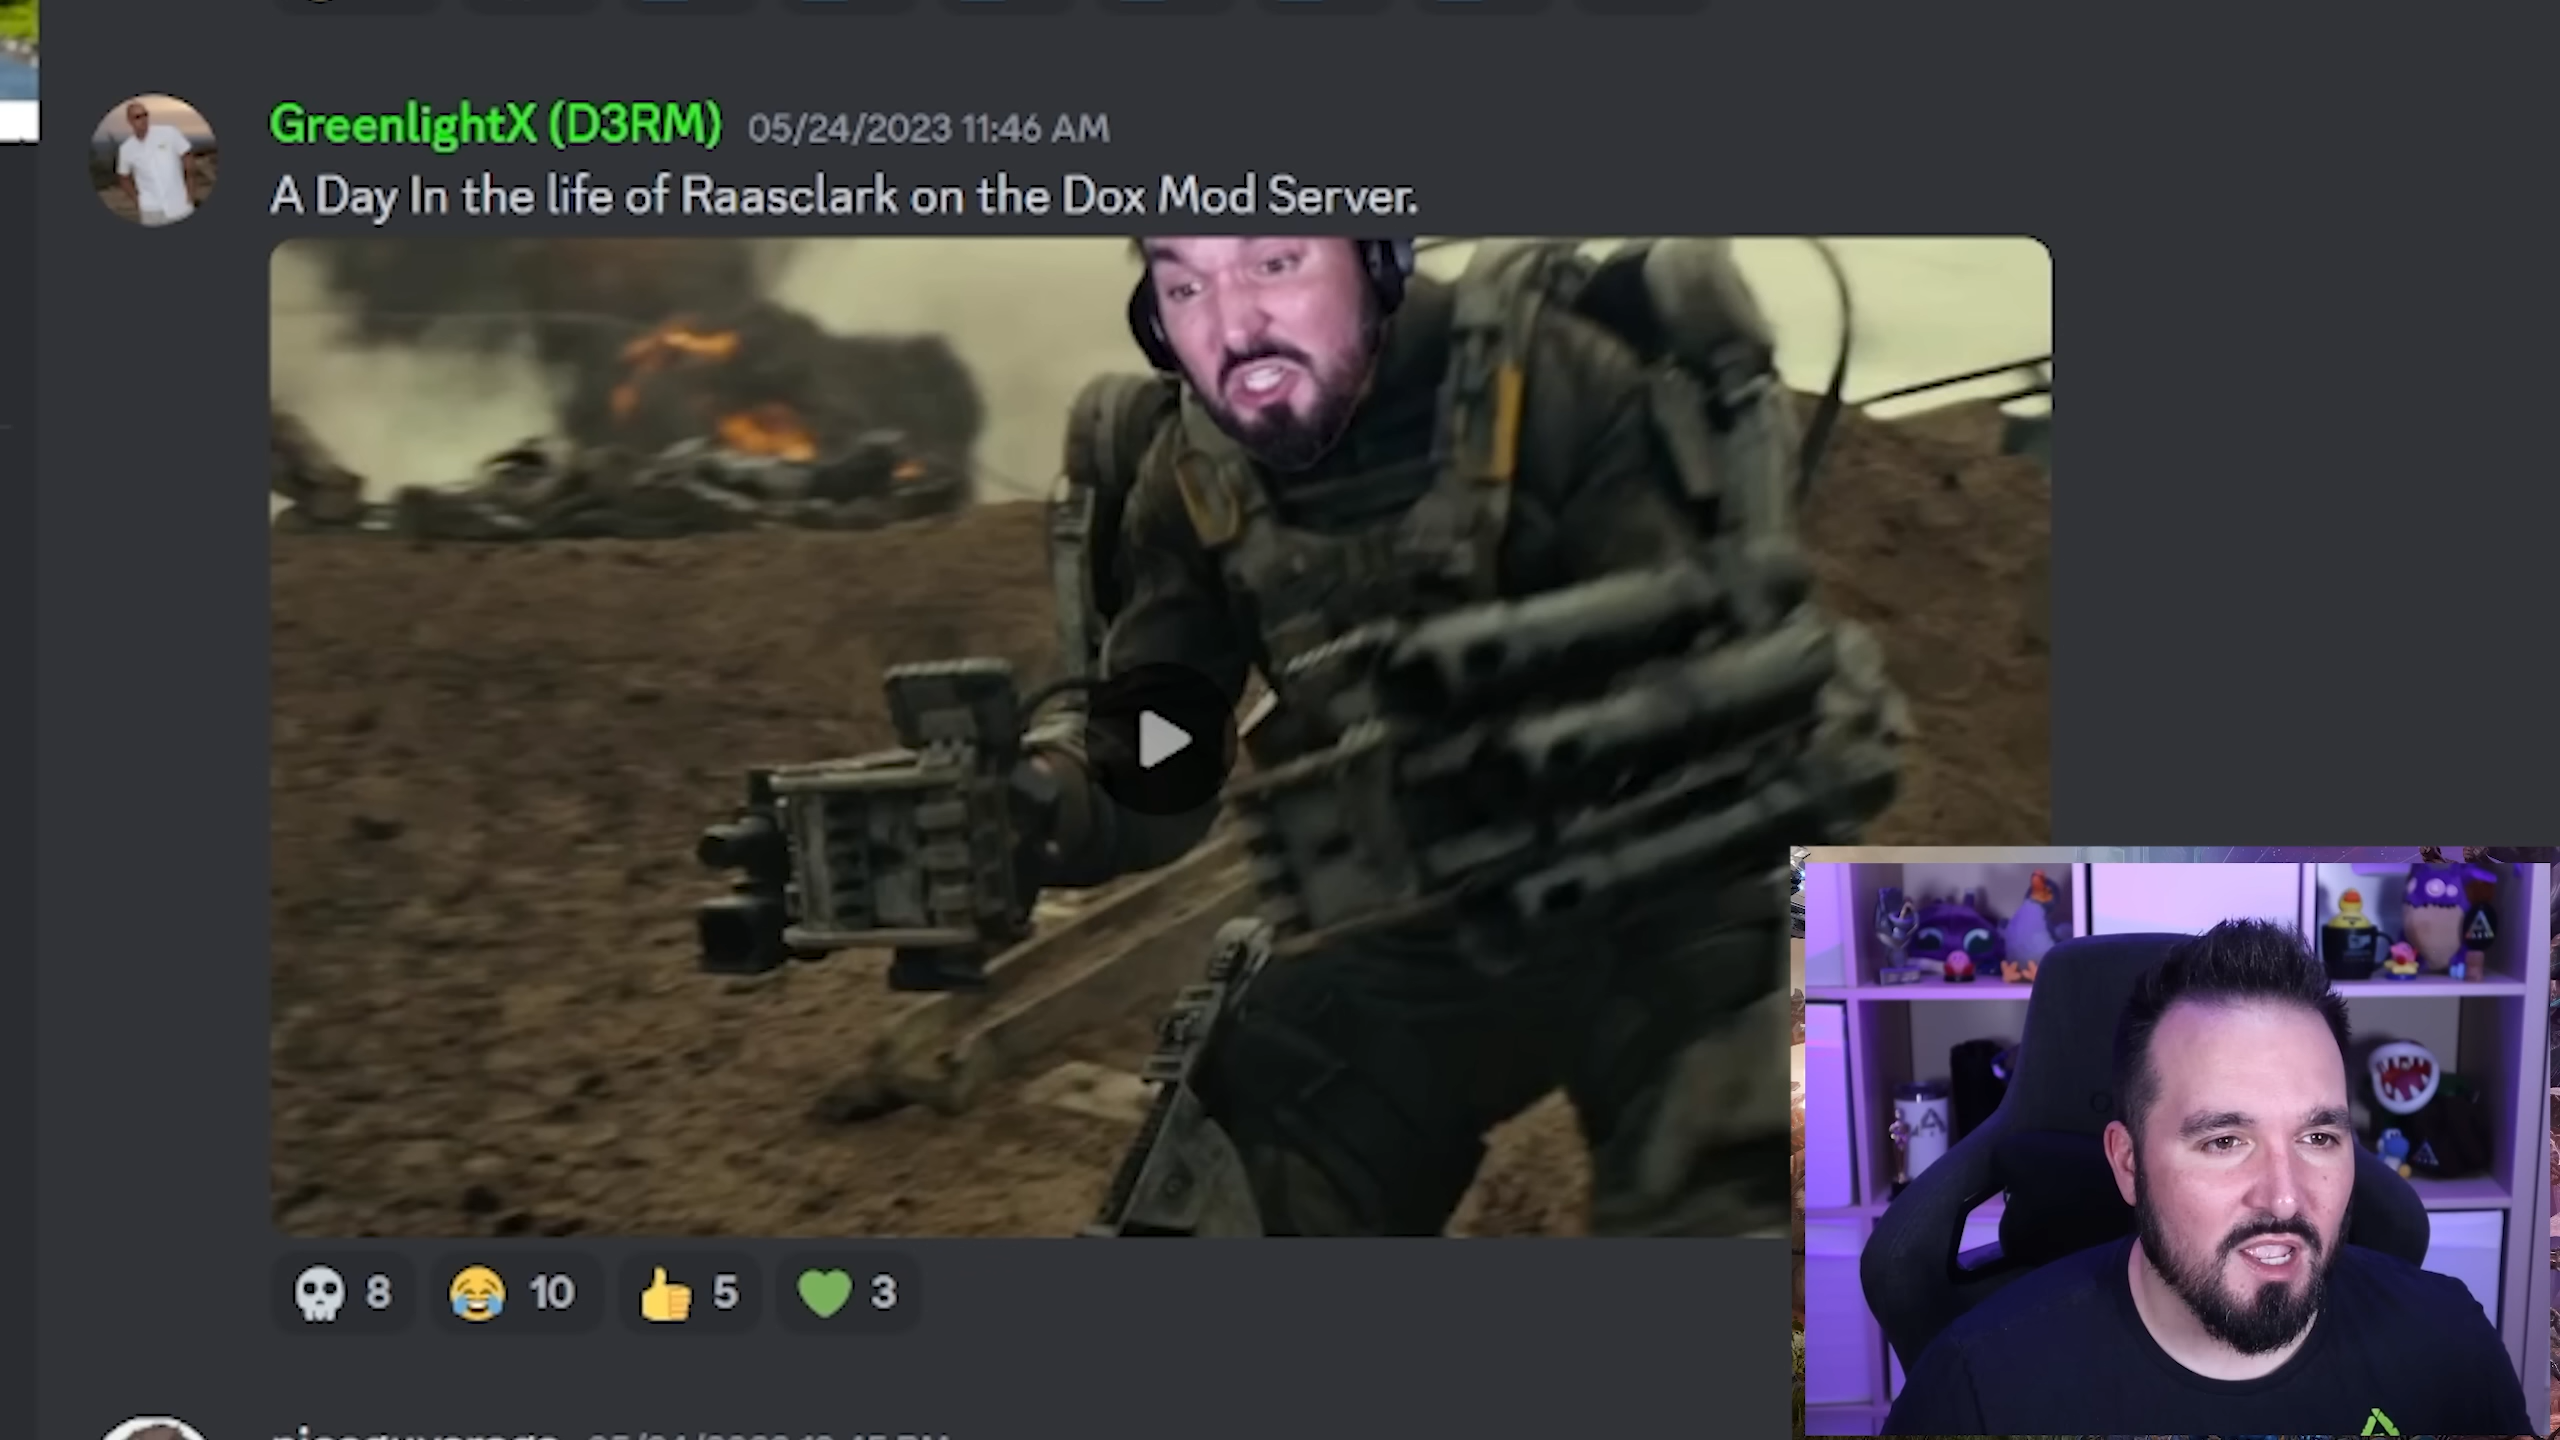 GreenlightX (D3RM) 05/24/2023 11:46 AM
A Day In the life of Raasclark on the Dox Mod Server.
8 10 5 3